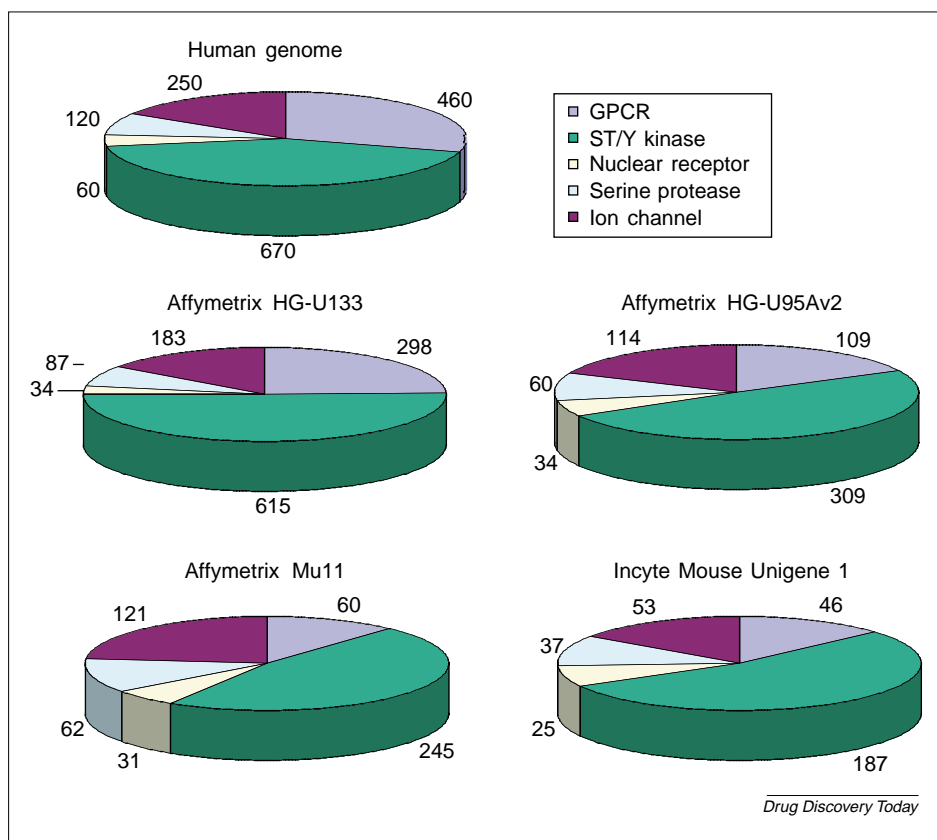 Human genome
250
460
120
60
670
GPCR
ST/Y kinase
Nuclear receptor
Serine protease
Ion channel
Affymetrix HG-U133
183
298
87
34
615
Affymetrix HG-U95Av2
114
109
60
34
309
Affymetrix Mu11
121
60
62
31
245
Incyte Mouse Unigene 1
53
46
37
25
187
Drug Discovery Today